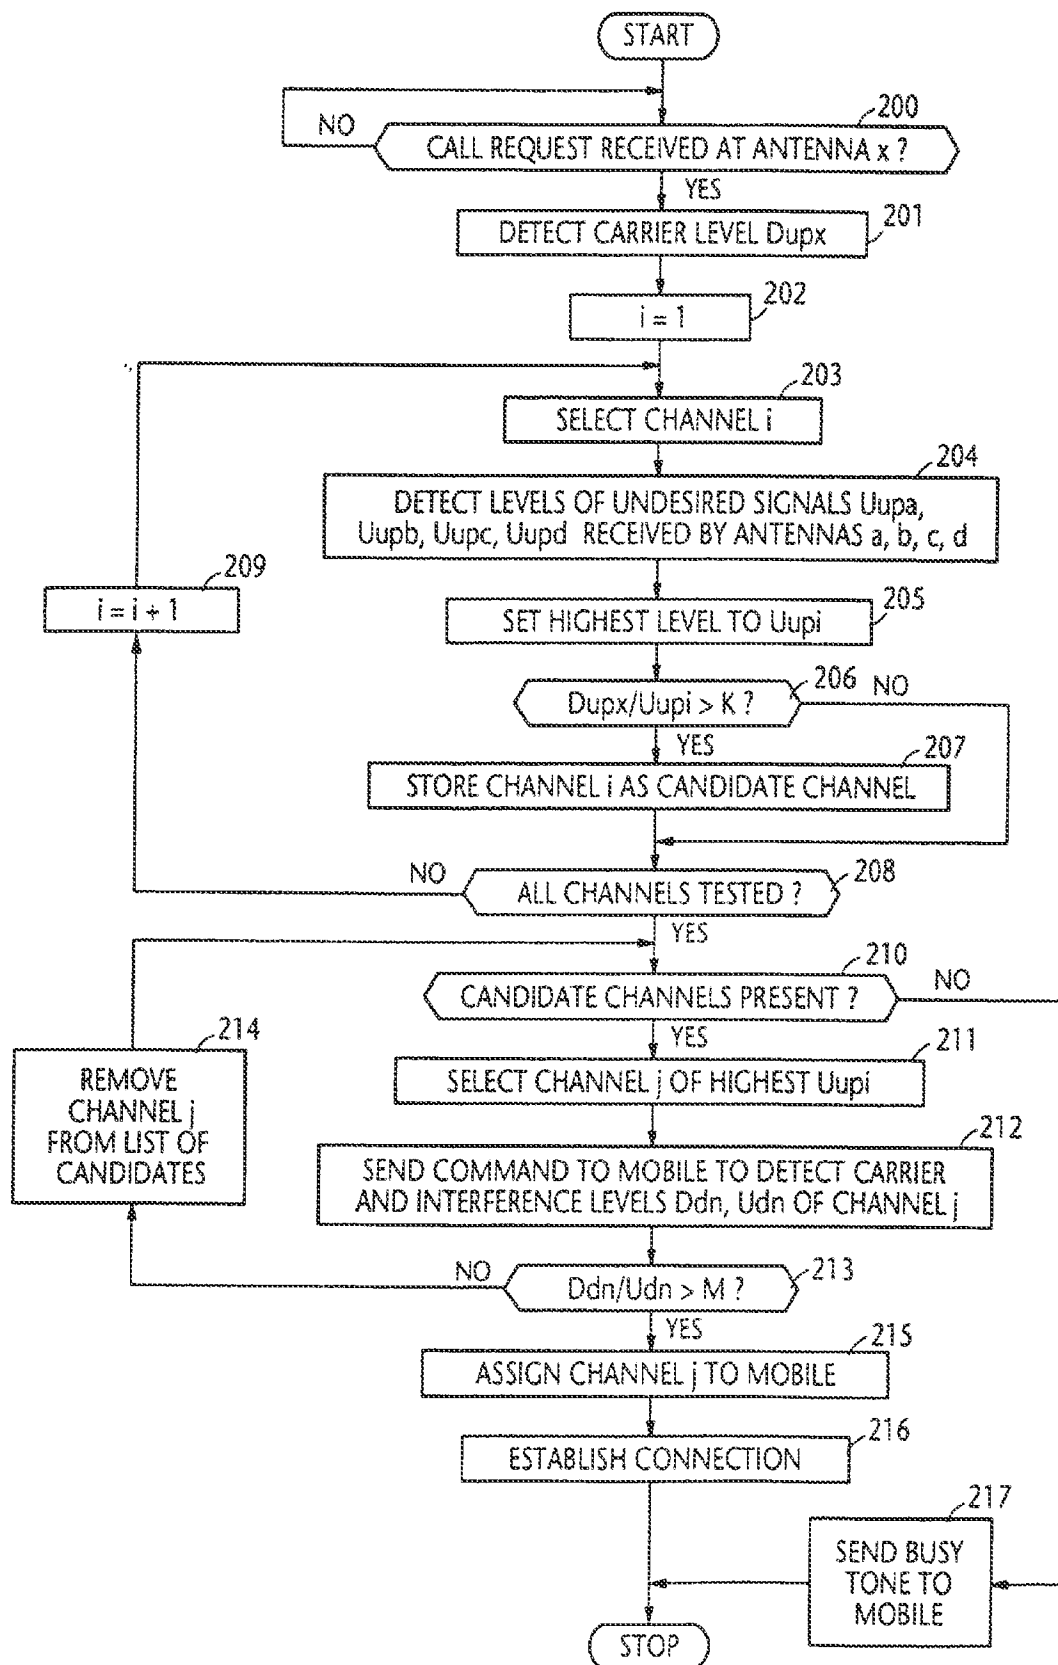 START
200
NO
CALL REQUEST RECEIVED AT ANTENNA x ?
YES
201
DETECT CARRIER LEVEL Dupx
202
i = 1
203
SELECT CHANNEL i
204
DETECT LEVELS OF UNDESIRED SIGNALS Uupa,
Uupb, Uupc, Uupd RECEIVED BY ANTENNAS a, b, c, d
209
i = i + 1
205
SET HIGHEST LEVEL TO Uupi
206
NO
Dupx/Uupi > K ?
YES
207
STORE CHANNEL i AS CANDIDATE CHANNEL
NO
208
ALL CHANNELS TESTED ?
YES
210
NO
CANDIDATE CHANNELS PRESENT ?
YES
214
REMOVE
CHANNEL j
FROM LIST OF
CANDIDATES
211
SELECT CHANNEL j OF HIGHEST Uupi
212
SEND COMMAND TO MOBILE TO DETECT CARRIER
AND INTERFERENCE LEVELS Ddn, Udn OF CHANNEL j
NO
213
Ddn/Udn > M ?
YES
215
ASSIGN CHANNEL j TO MOBILE
216
ESTABLISH CONNECTION
217
SEND BUSY
TONE TO
MOBILE
STOP